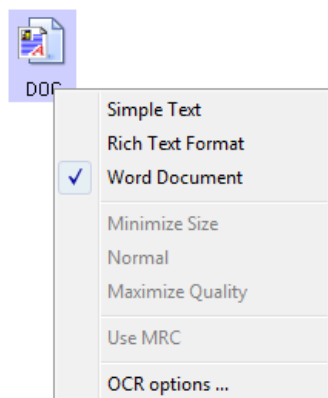 DOC
Simple Text
Rich Text Format
Word Document
Minimize Size
Normal
Maximize Quality
Use MRC
OCR options ...